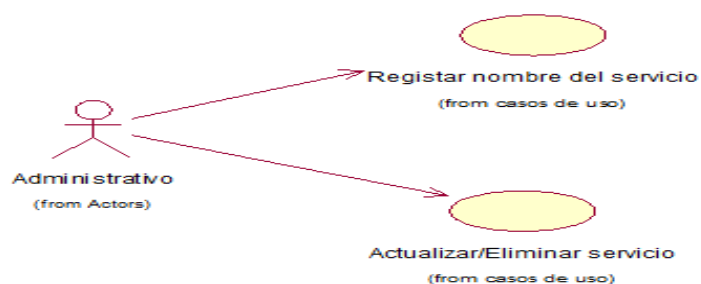 Registar nombre del servicio
(from casos de uso)
Administrativo
(from Actors)
Actualizar/Eliminar servicio
(from casos de uso)